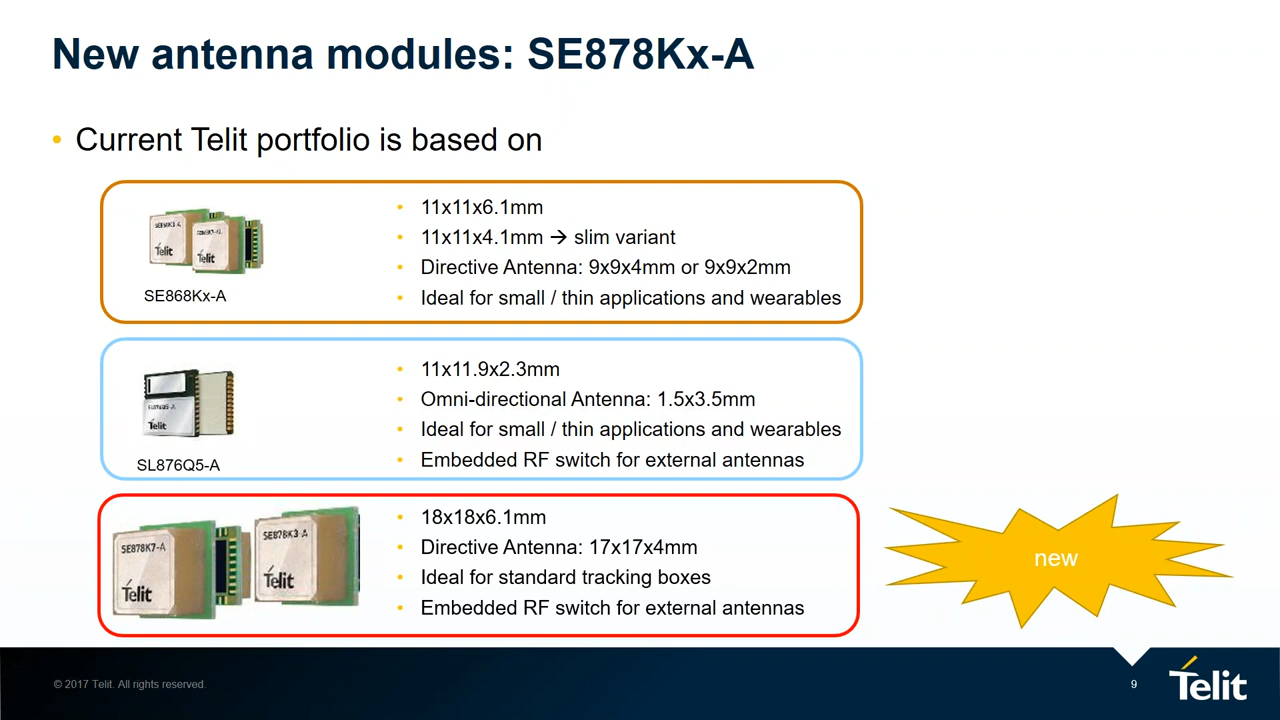 New antenna modules: SE878Kx-A
• Current Telit portfolio is based on
Telit
Telit
SE868Kx-A
• 11x11x6.1mm
• 11x11x4.1mm → slim variant
• Directive Antenna: 9x9x4mm or 9x9x2mm
• Ideal for small / thin applications and wearables
Telit
SL876Q5-A
• 11x11.9x2.3mm
• Omni-directional Antenna: 1.5x3.5mm
• Ideal for small / thin applications and wearables
• Embedded RF switch for external antennas
SE878K7-A
Telit
SE878K3-A
Telit
• 18x18x6.1mm
• Directive Antenna: 17x17x4mm
• Ideal for standard tracking boxes
• Embedded RF switch for external antennas
new
© 2017 Telit. All rights reserved.
9
Telit